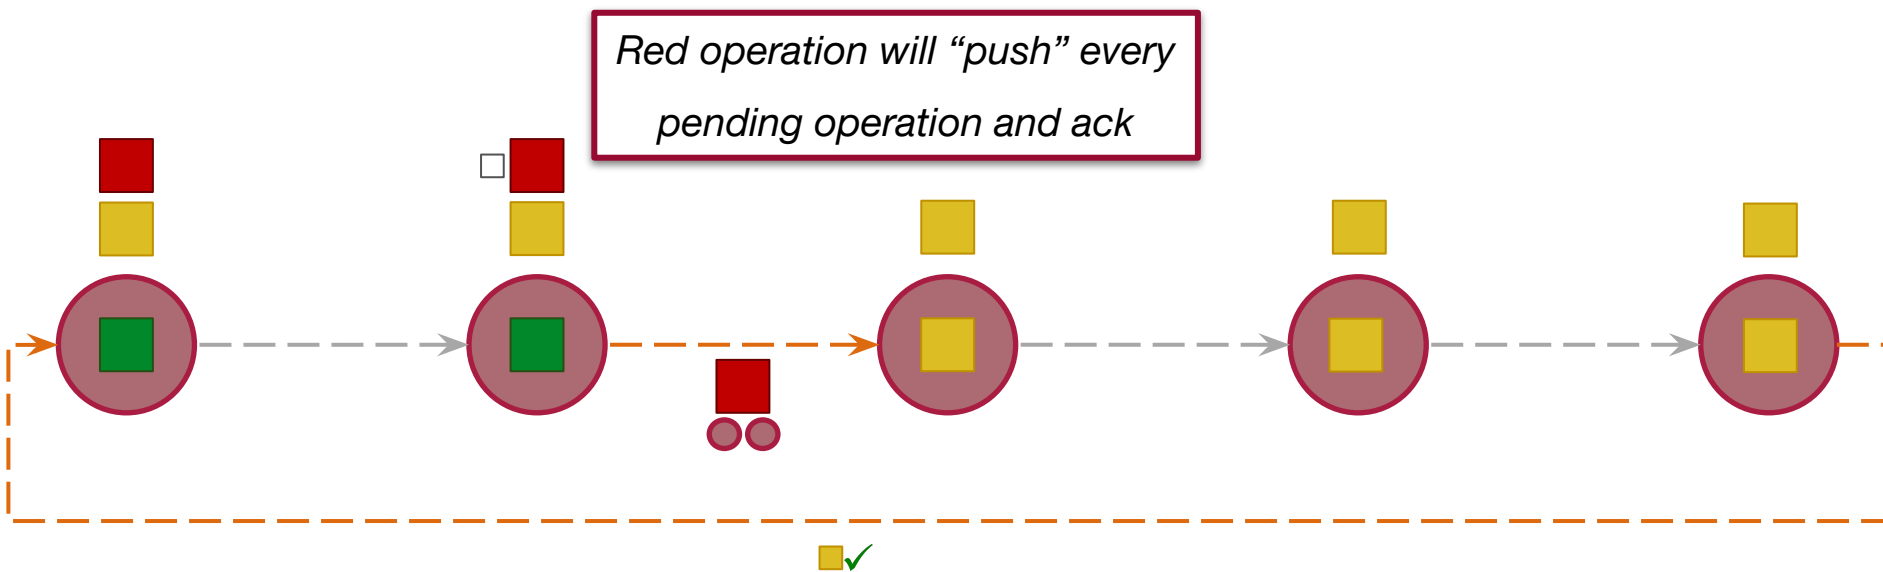 Red operation will “push” every
pending operation and ack